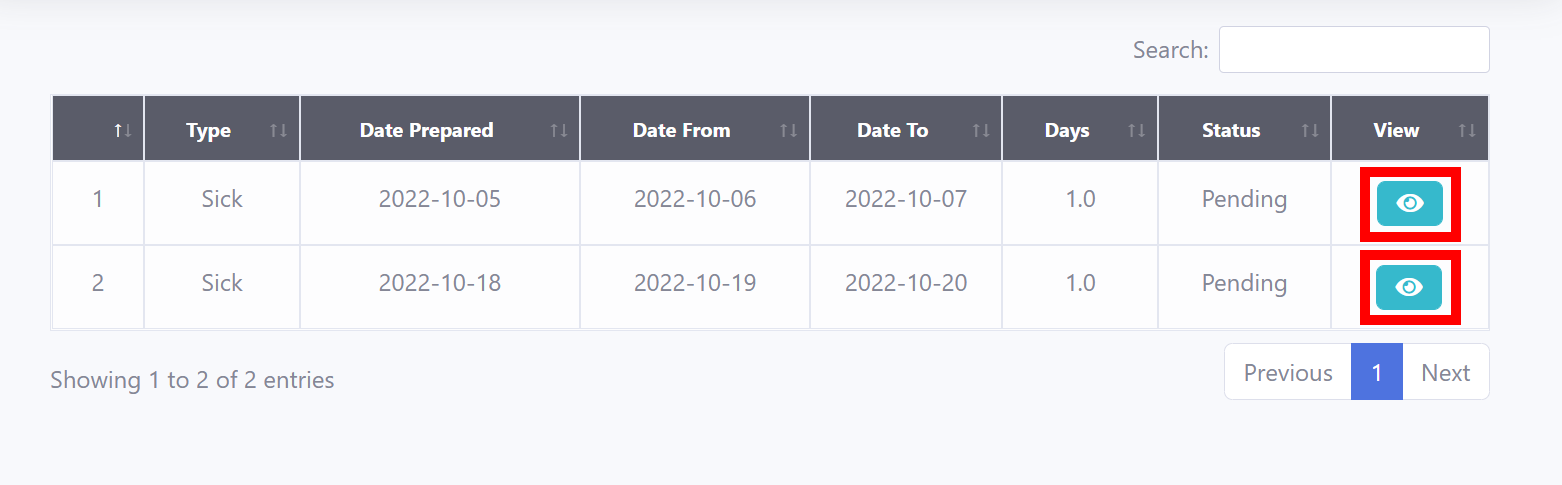 Search:
Type Date Prepared Date From Date To Days Status View
1 Sick 2022-10-05 2022-10-06 2022-10-07 1.0 Pending
2 Sick 2022-10-18 2022-10-19 2022-10-20 1.0 Pending
Showing 1 to 2 of 2 entries
Previous 1 Next